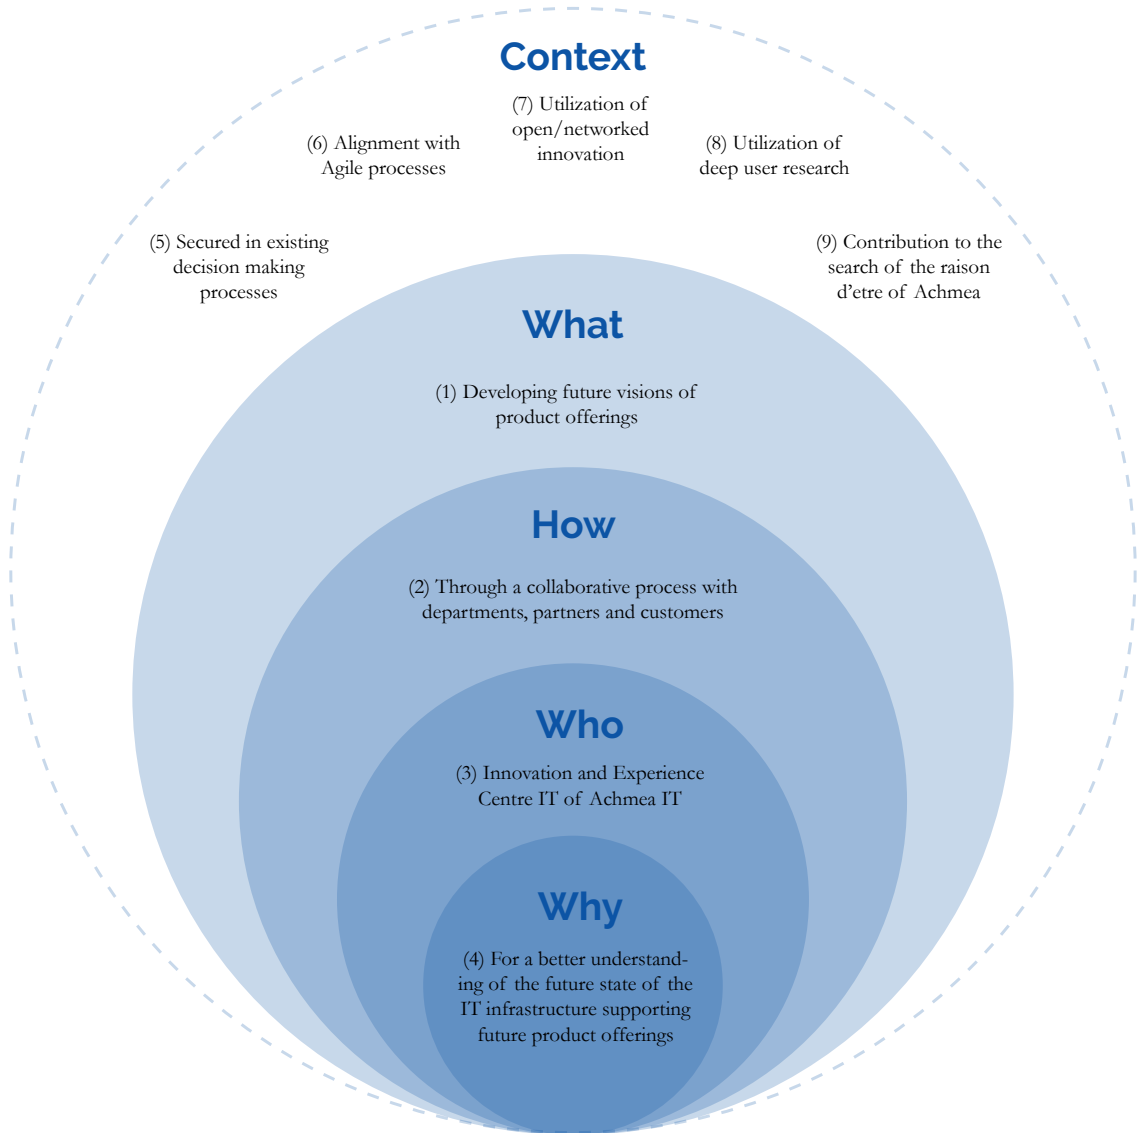 Context
(5) Secured in existing
decision making
processes
(6) Alignment with
Agile processes
(7) Utilization of
open/networked
innovation
(8) Utilization of
deep user research
(9) Contribution to the
search of the raison
d'etre of Achmea
What
(1) Developing future visions of
product offerings
How
(2) Through a collaborative process with
departments, partners and customers
Who
(3) Innovation and Experience
Centre IT of Achmea IT
Why
(4) For a better understand-
ing of the future state of the
IT infrastructure supporting
future product offerings